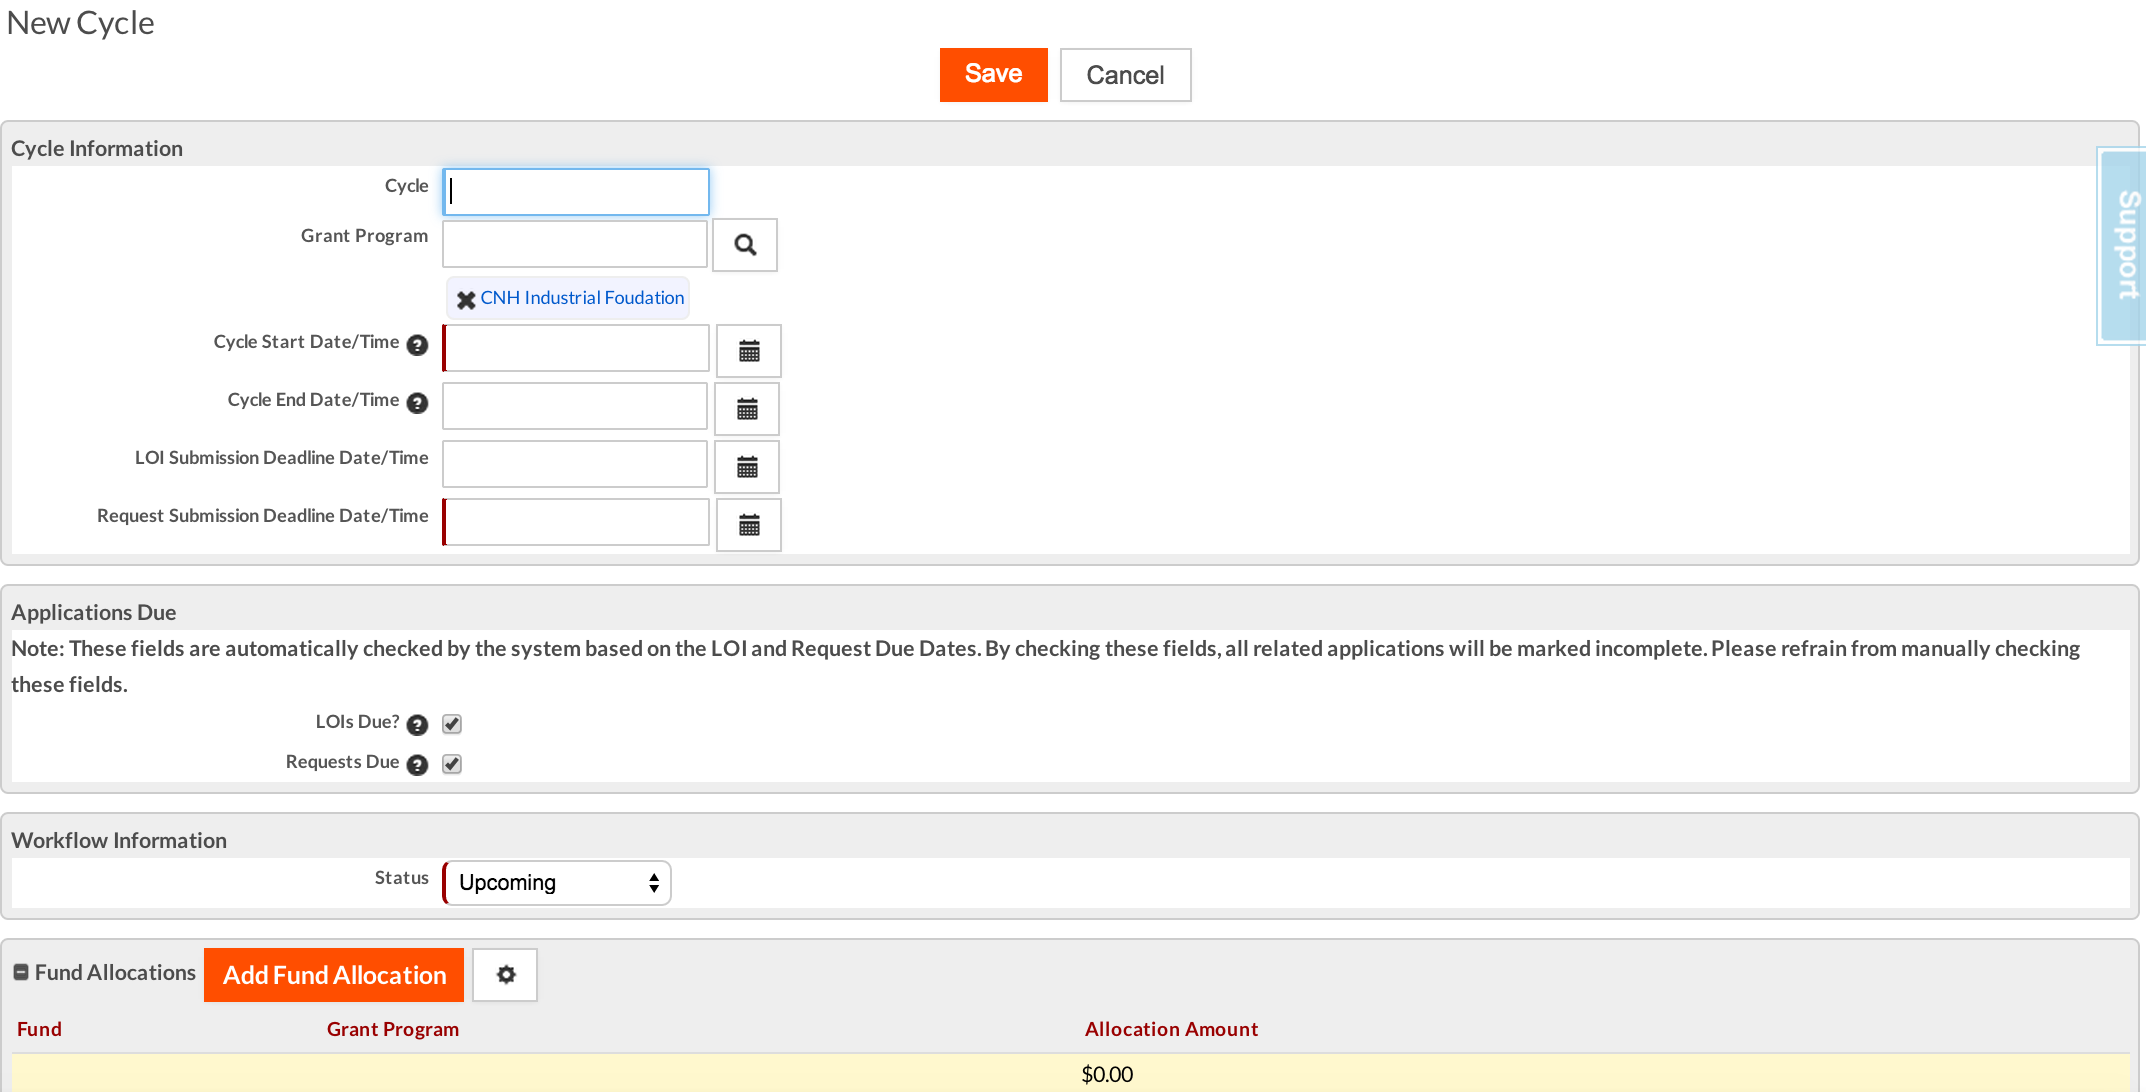 New Cycle
Save Cancel
Cycle Information
Cycle
Grant Program
CNH Industrial Foudation
Cycle Start Date/Time
Cycle End Date/Time
LOI Submission Deadline Date/Time
Request Submission Deadline Date/Time
Support
Applications Due
Note: These fields are automatically checked by the system based on the LOI and Request Due Dates. By checking these fields, all related applications will be marked incomplete. Please refrain from manually checking
these fields.
LOIs Due?
Requests Due
Workflow Information
Status Upcoming
Fund Allocations Add Fund Allocation
Fund Grant Program Allocation Amount
$0.00